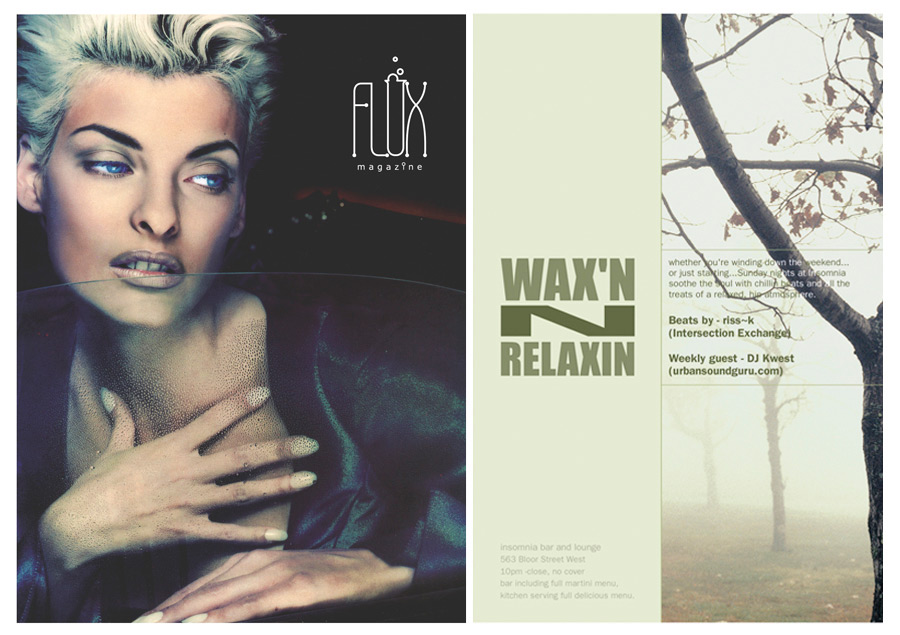 FLUX
magazine
WAX'N
N
RELAXIN
whether you're winding down the weekend...
or just starting...Sunday nights at Insomnia
soothe the soul with chillin beats and all the
treats of a relaxed, hip atmosphere.
Beats by - riss~k
(Intersection Exchange)
Weekly guest - DJ Kwest
(urbansoundguru.com)
insomnia bar and lounge
563 Bloor Street West
10pm -close, no cover
bar including full martini menu,
kitchen serving full delicious menu.